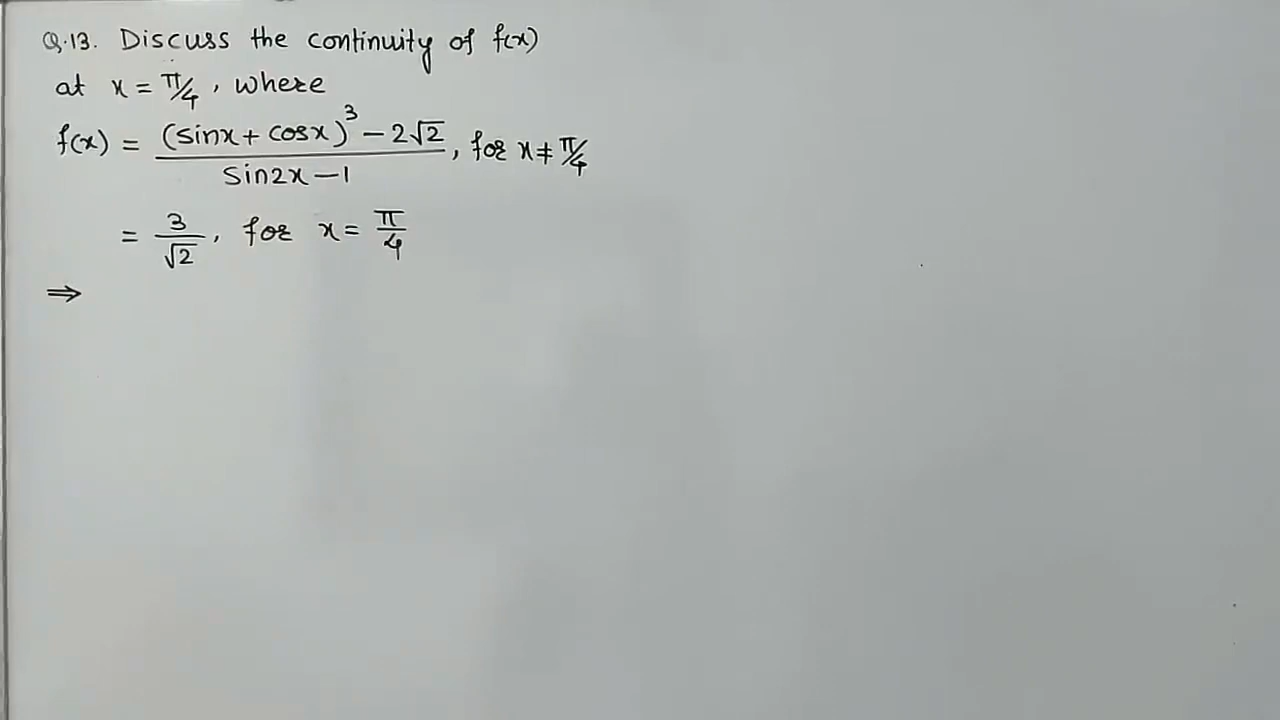 Q.13. Discuss the continuity of f(x)
at x = π/4, where
f(x) = (sinx + cosx)³ − 2√2 / sin2x − 1, for x ≠ π/4
= 3/√2, for x = π/4
⇒